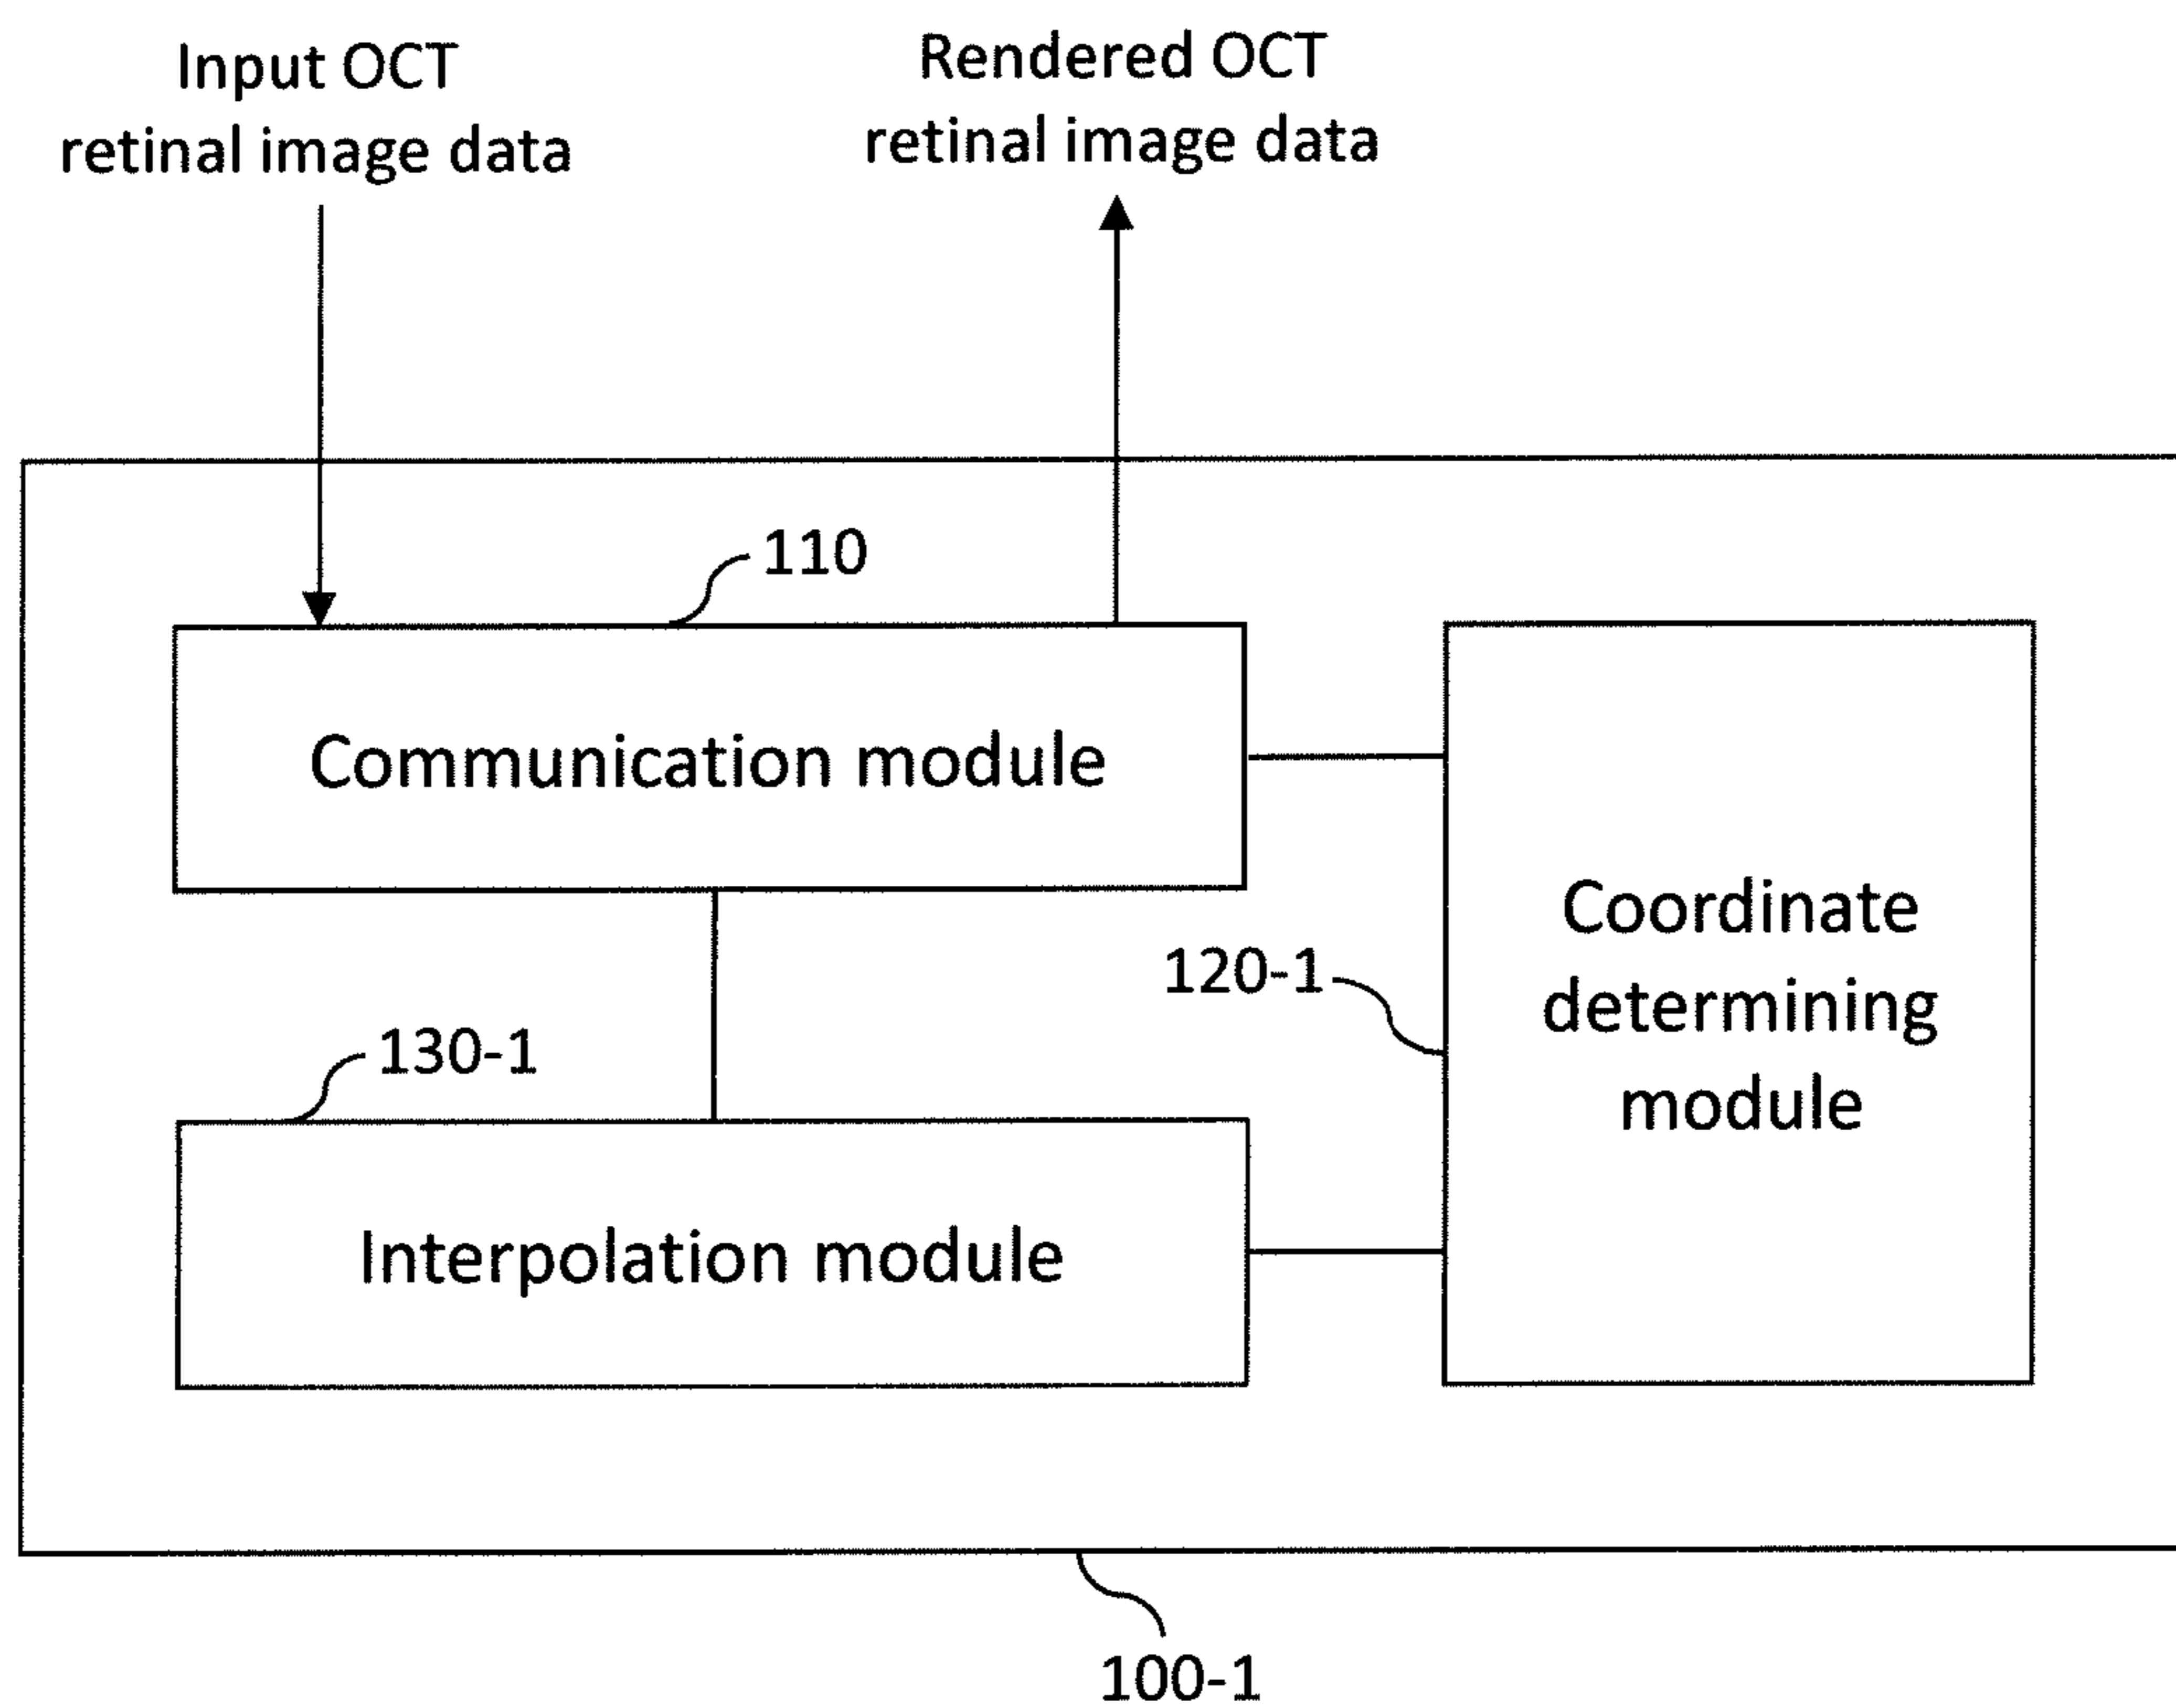 Input OCT
retinal image data
Rendered OCT
retinal image data
110
Communication module
120-1
Coordinate
determining
module
130-1
Interpolation module
100-1